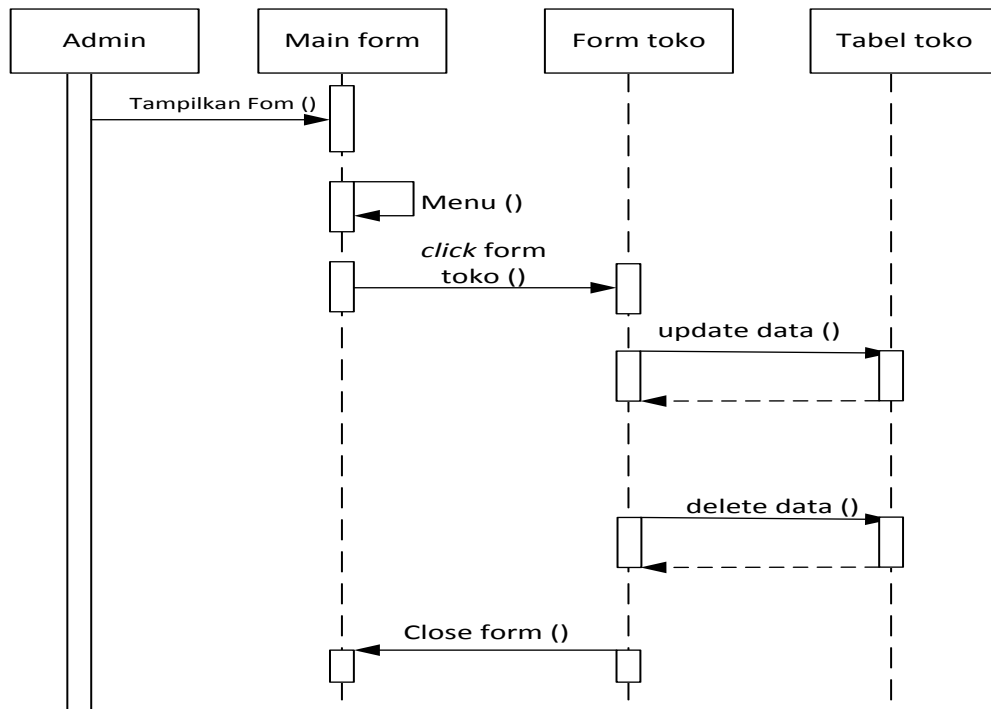 Admin
Main form
Form toko
Tabel toko
Tampilkan Fom ()
Menu ()
click form
toko ()
update data ()
delete data ()
Close form ()